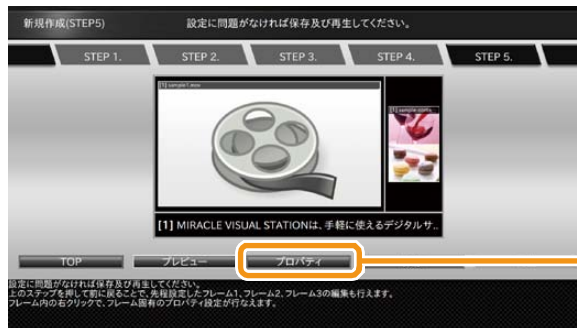 新規作成(STEP5)
設定に問題がなければ保存及び再生してください。
STEP 1.
STEP 2.
STEP 3.
STEP 4.
STEP 5.
[1] sample1.mov
[1] MIRACLE VISUAL STATIONは、手軽に使えるデジタルサ..
TOP
プレビュー
プロパティ
設定に問題がなければ保存及び再生してください。
上のステップを押して前に戻ることで、先程設定したフレーム1、フレーム2、フレーム3の編集も行えます。
フレーム内の右クリックで、フレーム固有のプロパティ設定が行なえます。